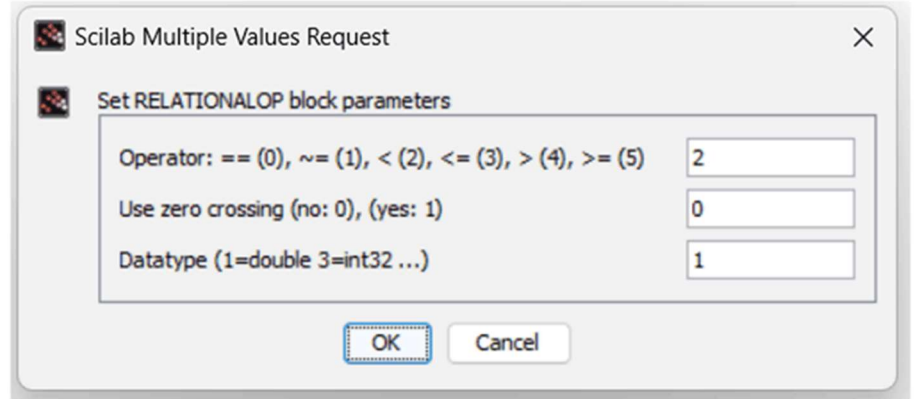 Scilab Multiple Values Request
Set RELATIONALOP block parameters
Operator: == (0), ~= (1), < (2), <= (3), > (4), >= (5) 2
Use zero crossing (no: 0), (yes: 1) 0
Datatype (1=double 3=int32 ...) 1
OK Cancel